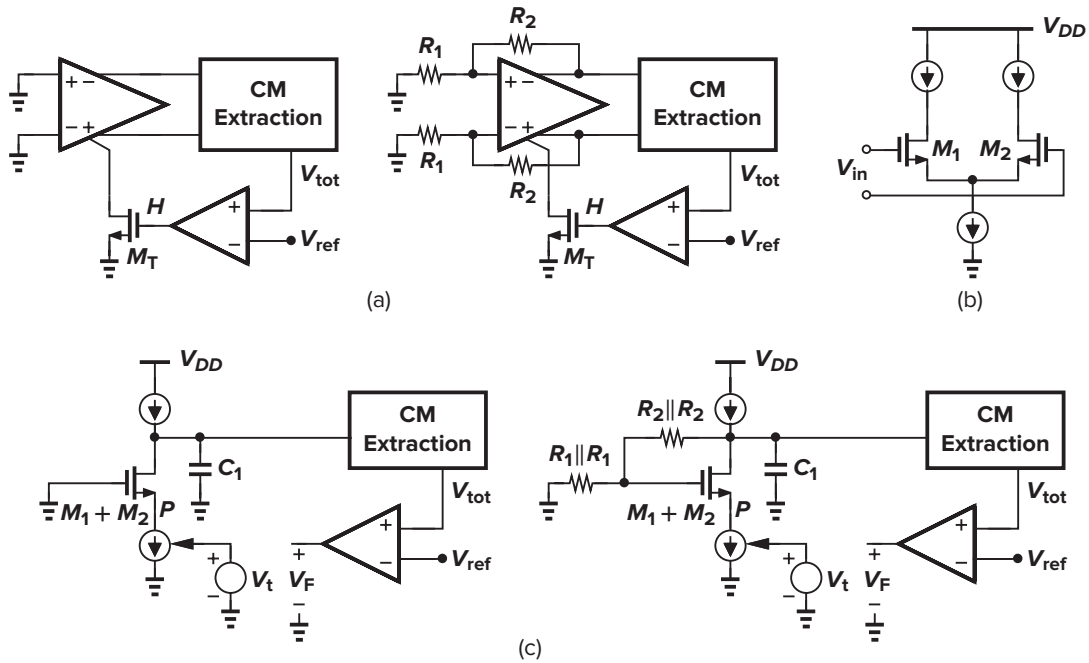 R2
R1
+ −
− +
CM
Extraction
Vtot
H
+
−
Vref
MT
+ −
− +
R1
R2
CM
Extraction
Vtot
H
+
−
Vref
MT
(a)
VDD
M1
M2
Vin
(b)
VDD
CM
Extraction
C1
Vtot
M1 + M2
P
+
−
Vt
+
VF
−
+
−
Vref
VDD
R2||R2
R1||R1
CM
Extraction
C1
Vtot
M1 + M2
P
+
−
Vt
+
VF
−
+
−
Vref
(c)